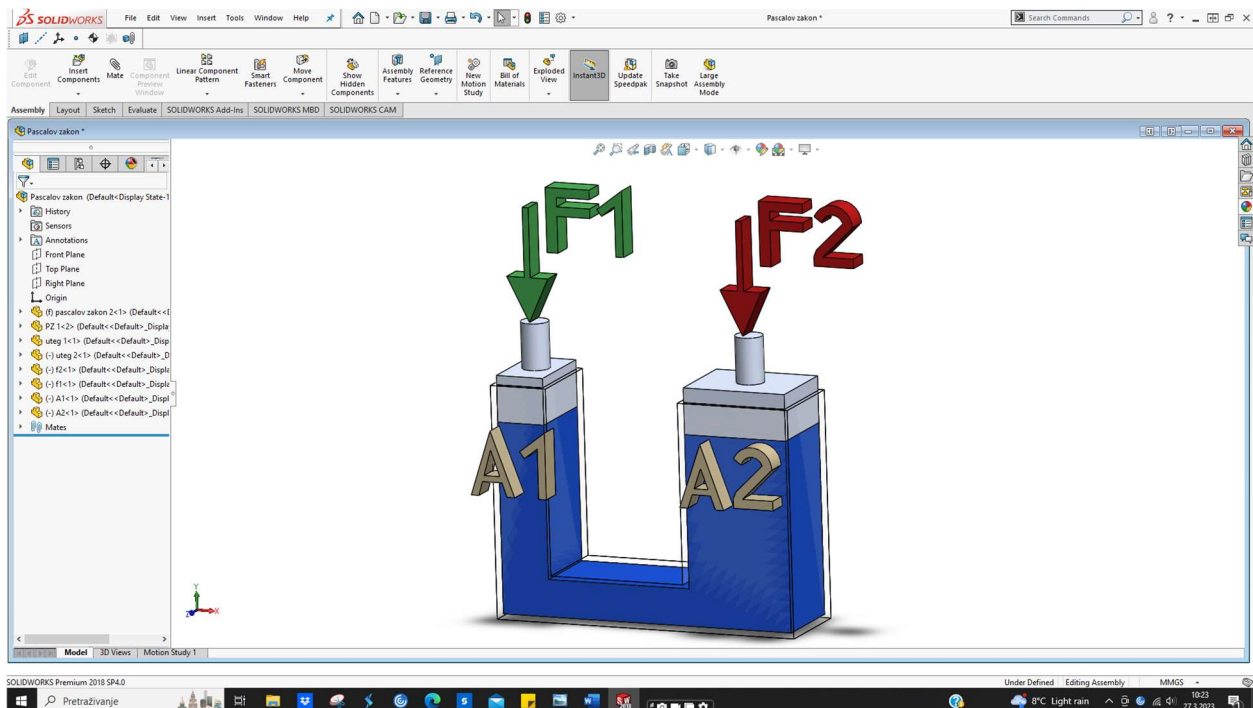 SOLIDWORKS File Edit View Insert Tools Window Help Pascalov zakon * Search Commands
Edit Component
Insert Components
Mate
Component Preview Window
Linear Component Pattern
Smart Fasteners
Move Component
Show Hidden Components
Assembly Features
Reference Geometry
New Motion Study
Bill of Materials
Exploded View
Instant3D
Update Speedpak
Take Snapshot
Large Assembly Mode
Assembly Layout Sketch Evaluate SOLIDWORKS Add-Ins SOLIDWORKS MBD SOLIDWORKS CAM
Pascalov zakon *
Pascalov zakon (Default<Display State-1
History
Sensors
Annotations
Front Plane
Top Plane
Right Plane
Origin
(f) pascalov zakon 2<1> (Default<<D
PZ 1<2> (Default<<Default>_Display
uteg 1<1> (Default<<Default>_Disp
(-) uteg 2<1> (Default<<Default>_D
(-) f2<1> (Default<<Default>_Displa
(-) f1<1> (Default<<Default>_Displa
(-) A1<1> (Default<<Default>_Displ
(-) A2<1> (Default<<Default>_Displ
Mates
F1 F2
A1 A2
Y
Z X
Model 3D Views Motion Study 1
SOLIDWORKS Premium 2018 SP4.0 Under Defined Editing Assembly MMGS
Pretraživanje 8°C Light rain 10:23
27.3.2023